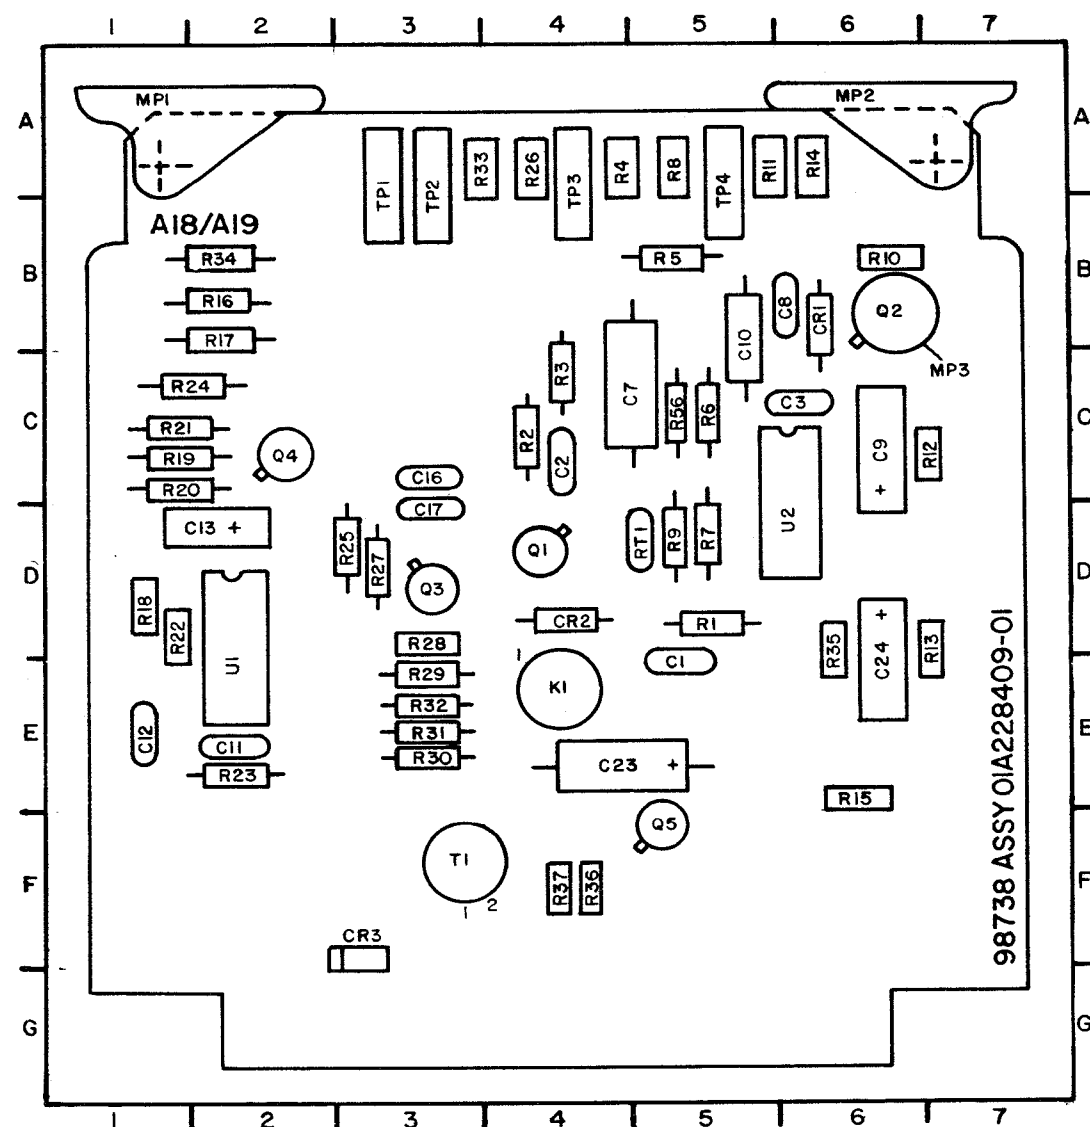 1 2 3 4 5 6 7
MP1 MP2
A A
TP1 TP2 R33 R26 TP3 R4 R8 TP4 R11 R14
A18/A19
R34 R5 R10
B B
R16 C8 CR1 Q2
R17 C10
R24 R3 C7 MP3
C R2 R56 R6 C3 C
R21 Q4 C2 C9 R12
R19
C16 +
R20 C17
C13 + R25 R27 Q1 RT1 R9 R7 U2
D Q3 D
R18 R22 CR2 R1 R35 C24 + R13
R28
1
U1 R29 K1 C1
R32
E C12 C11 R31 E
R23 R30 C23 +
R15
Q5
T1
F R37 R36 F
1 2
CR3
98738 ASSY 01A228409-01
G G
1 2 3 4 5 6 7